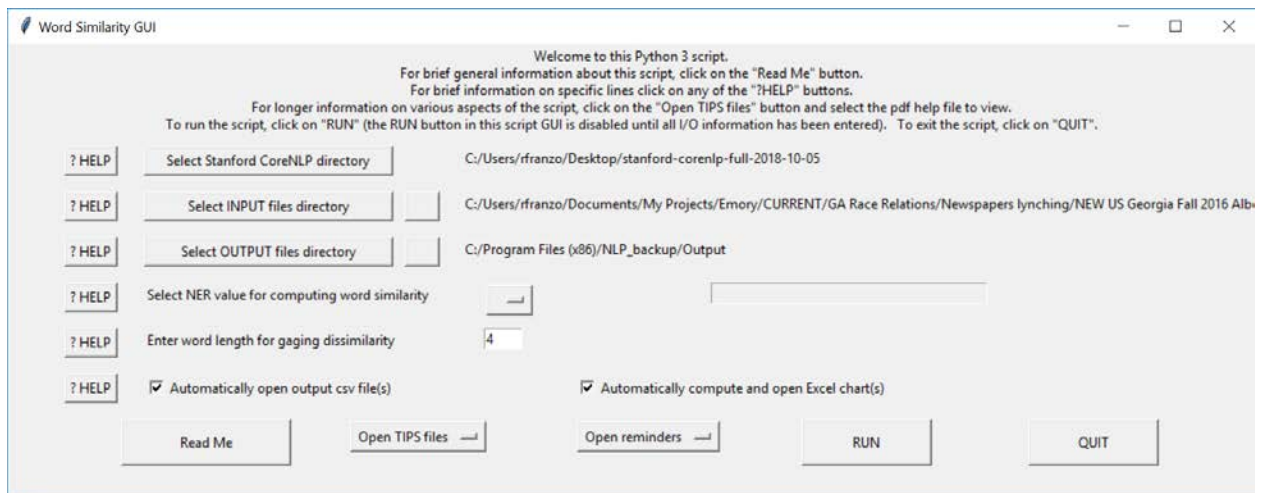 Word Similarity GUI
Welcome to this Python 3 script.
For brief general information about this script, click on the "Read Me" button.
For brief information on specific lines click on any of the "?HELP" buttons.
For longer information on various aspects of the script, click on the "Open TIPS files" button and select the pdf help file to view.
To run the script, click on "RUN" (the RUN button in this script GUI is disabled until all I/O information has been entered). To exit the script, click on "QUIT".
? HELP Select Stanford CoreNLP directory C:/Users/rfranzo/Desktop/stanford-corenlp-full-2018-10-05
? HELP Select INPUT files directory C:/Users/rfranzo/Documents/My Projects/Emory/CURRENT/GA Race Relations/Newspapers lynching/NEW US Georgia Fall 2016 Alb
? HELP Select OUTPUT files directory C:/Program Files (x86)/NLP_backup/Output
? HELP Select NER value for computing word similarity
? HELP Enter word length for gaging dissimilarity 4
? HELP Automatically open output csv file(s) Automatically compute and open Excel chart(s)
Read Me Open TIPS files Open reminders RUN QUIT